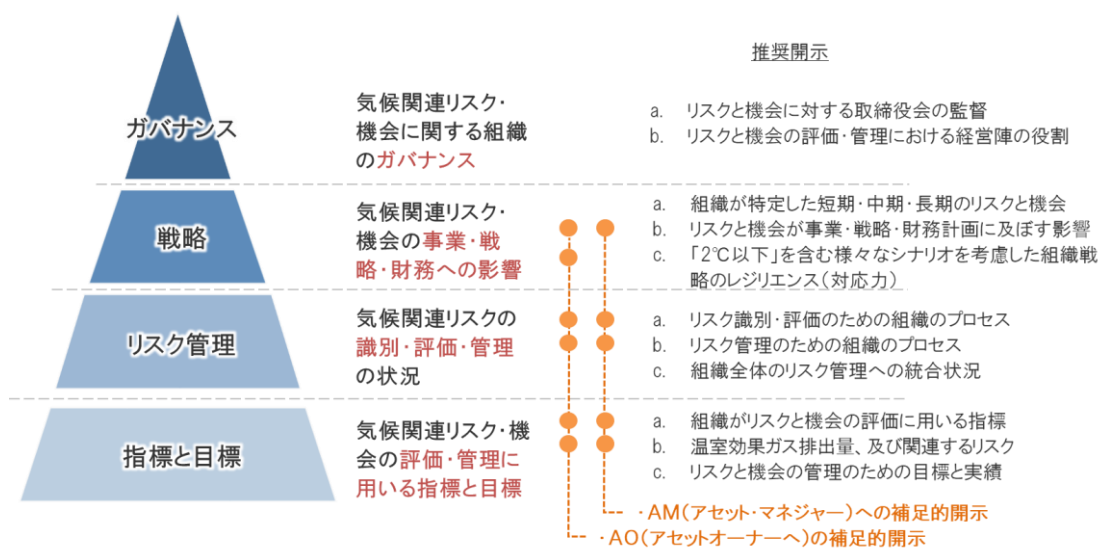 推奨開示
ガバナンス
気候関連リスク・
機会に関する組織
のガバナンス
a. リスクと機会に対する取締役会の監督
b. リスクと機会の評価・管理における経営陣の役割
戦略
気候関連リスク・
機会の事業・戦
略・財務への影響
a. 組織が特定した短期・中期・長期のリスクと機会
b. リスクと機会が事業・戦略・財務計画に及ぼす影響
c. 「2℃以下」を含む様々なシナリオを考慮した組織戦
略のレジリエンス(対応力)
リスク管理
気候関連リスクの
識別・評価・管理
の状況
a. リスク識別・評価のための組織のプロセス
b. リスク管理のための組織のプロセス
c. 組織全体のリスク管理への統合状況
指標と目標
気候関連リスク・機
会の評価・管理に
用いる指標と目標
a. 組織がリスクと機会の評価に用いる指標
b. 温室効果ガス排出量、及び関連するリスク
c. リスクと機会の管理のための目標と実績
・AM(アセット・マネジャー)への補足的開示
・AO(アセットオーナーへ)の補足的開示